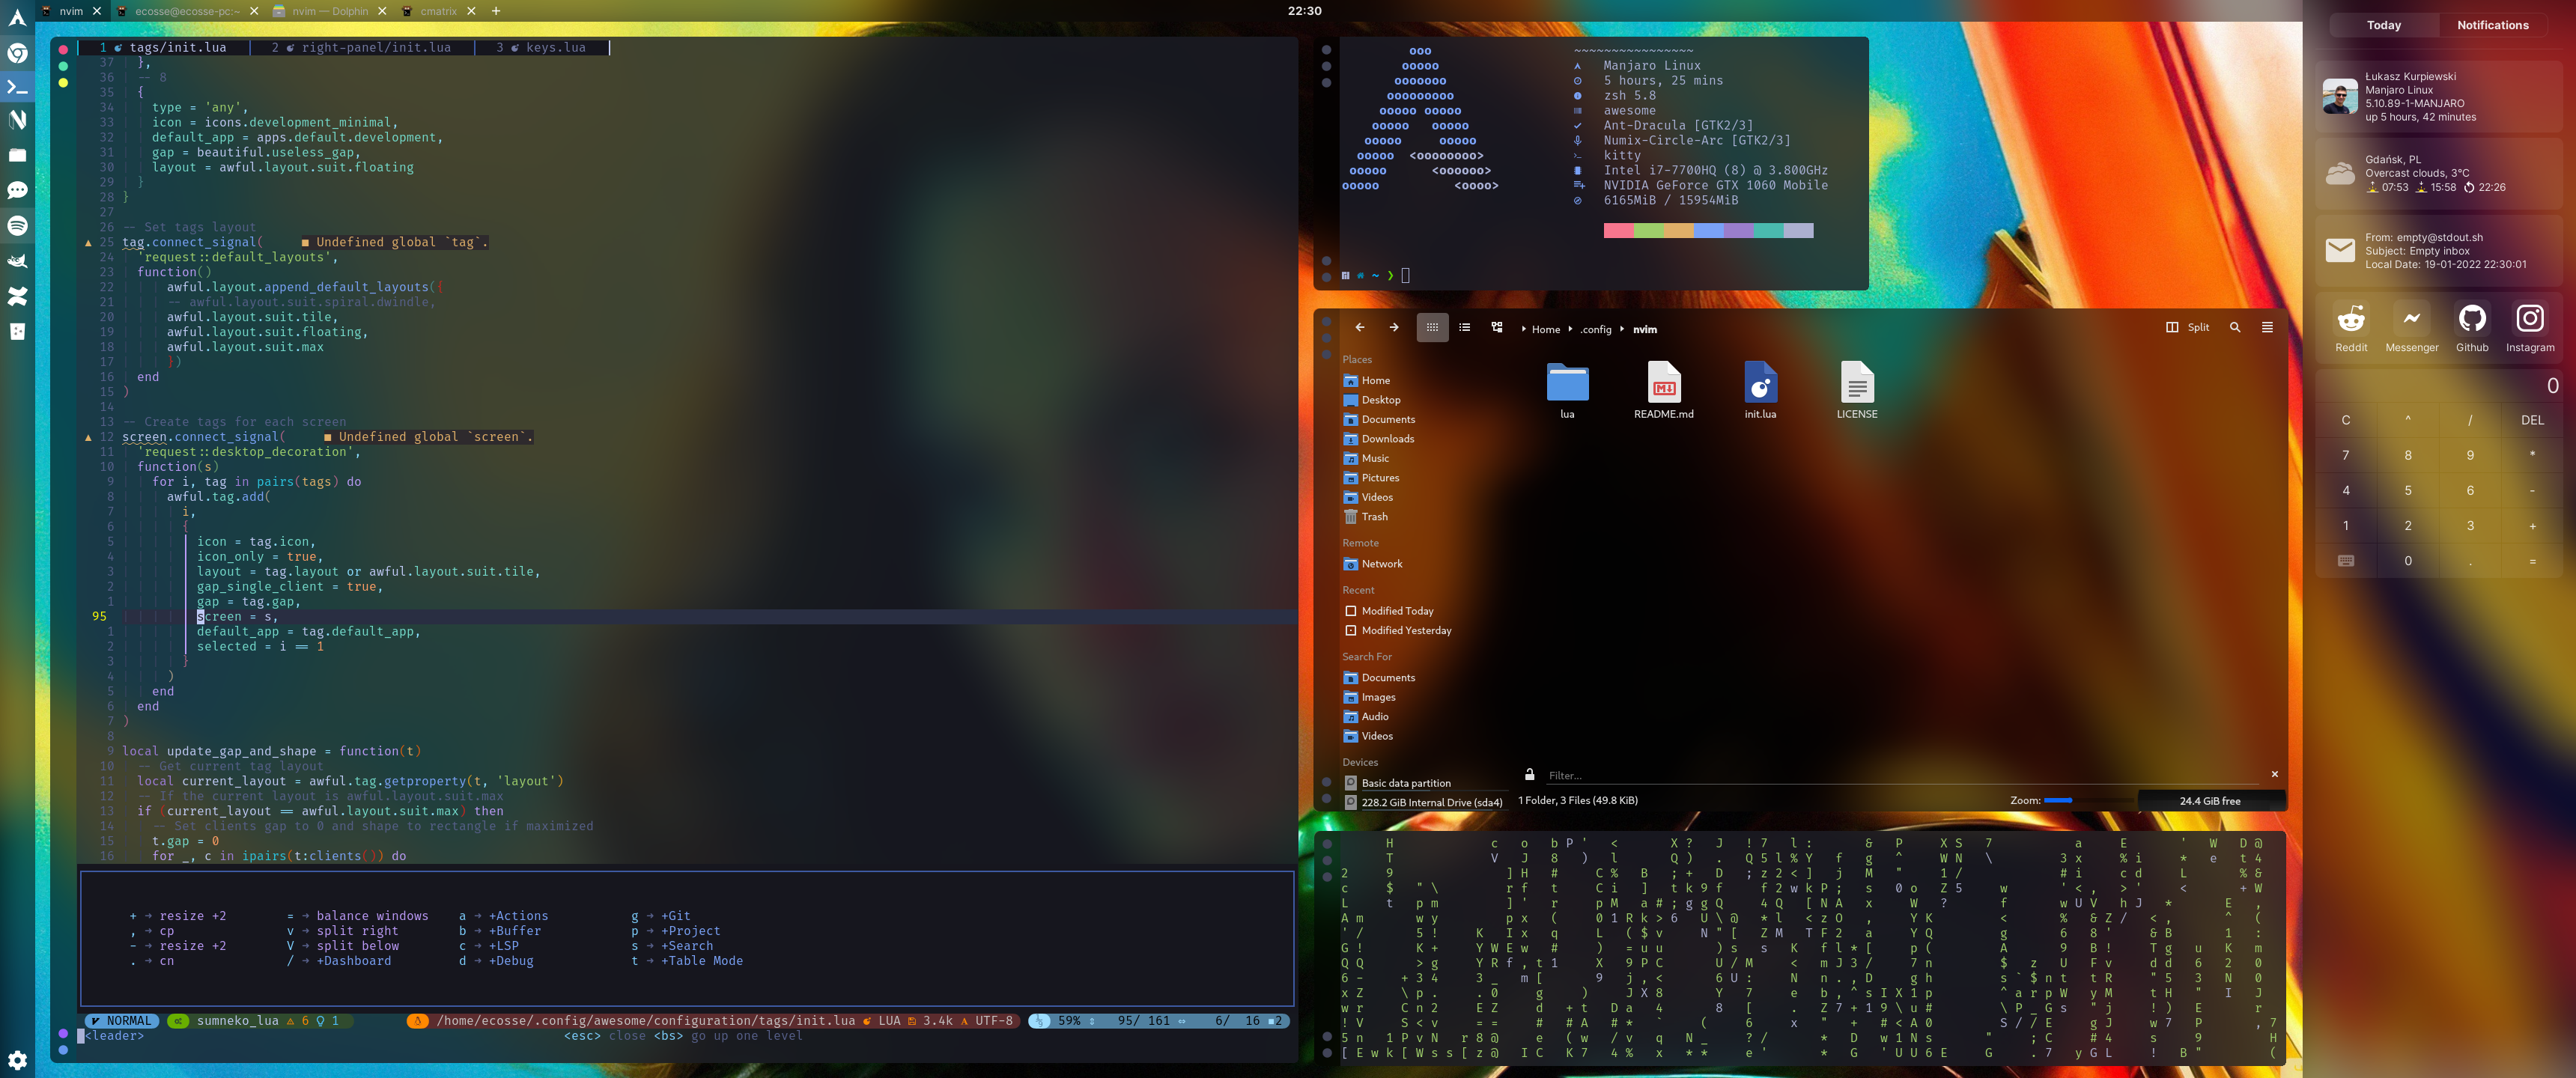 nvim
ecosse@ecosse-pc:~
nvim — Dolphin
cmatrix
22:30
1 tags/init.lua
2 right-panel/init.lua
3 keys.lua
37 },
36 -- 8
35 {
34 type = 'any',
33 icon = icons.development_minimal,
32 default_app = apps.default.development,
31 gap = beautiful.useless_gap,
30 layout = awful.layout.suit.floating
29 }
28 }
27
26 -- Set tags layout
25 tag.connect_signal( ■ Undefined global `tag`.
24 'request::default_layouts',
23 function()
22 awful.layout.append_default_layouts({
21 -- awful.layout.suit.spiral.dwindle,
20 awful.layout.suit.tile,
19 awful.layout.suit.floating,
18 awful.layout.suit.max
17 })
16 end
15 )
14
13 -- Create tags for each screen
12 screen.connect_signal( ■ Undefined global `screen`.
11 'request::desktop_decoration',
10 function(s)
9 for i, tag in pairs(tags) do
8 awful.tag.add(
7 i,
6 {
5 icon = tag.icon,
4 icon_only = true,
3 layout = tag.layout or awful.layout.suit.tile,
2 gap_single_client = true,
1 gap = tag.gap,
95 screen = s,
1 default_app = tag.default_app,
2 selected = i == 1
3 }
4 )
5 end
6 end
7 )
8
9 local update_gap_and_shape = function(t)
10 -- Get current tag layout
11 local current_layout = awful.tag.getproperty(t, 'layout')
12 -- If the current layout is awful.layout.suit.max
13 if (current_layout == awful.layout.suit.max) then
14 -- Set clients gap to 0 and shape to rectangle if maximized
15 t.gap = 0
16 for _, c in ipairs(t:clients()) do
+ → resize +2 = → balance windows a → +Actions g → +Git
, → cp v → split right b → +Buffer p → +Project
- → resize +2 V → split below c → +LSP s → +Search
. → cn / → +Dashboard d → +Debug t → +Table Mode
NORMAL sumneko_lua 6 1 /home/ecosse/.config/awesome/configuration/tags/init.lua LUA 3.4k UTF-8 59% 95/ 161 6/ 16 2
<leader> <esc> close <bs> go up one level
ooo ~~~~~~~~~~~~~~~~
ooooo Manjaro Linux
ooooooo 5 hours, 25 mins
ooooooooo zsh 5.8
ooooo ooooo awesome
ooooo ooooo Ant-Dracula [GTK2/3]
ooooo ooooo Numix-Circle-Arc [GTK2/3]
ooooo <oooooooo> kitty
ooooo <oooooo> Intel i7-7700HQ (8) @ 3.800GHz
ooooo <oooo> NVIDIA GeForce GTX 1060 Mobile
6165MiB / 15954MiB
~ ❯
Home
.config
nvim
Split
Places
Home
Desktop
Documents
Downloads
Music
Pictures
Videos
Trash
Remote
Network
Recent
Modified Today
Modified Yesterday
Search For
Documents
Images
Audio
Videos
Devices
Basic data partition
228.2 GiB Internal Drive (sda4)
lua
README.md
init.lua
LICENSE
Filter...
1 Folder, 3 Files (49.8 KiB)
Zoom:
24.4 GiB free
Today
Notifications
Łukasz Kurpiewski
Manjaro Linux
5.10.89-1-MANJARO
up 5 hours, 42 minutes
Gdańsk, PL
Overcast clouds, 3°C
07:53 15:58 22:26
From: empty@stdout.sh
Subject: Empty inbox
Local Date: 19-01-2022 22:30:01
Reddit
Messenger
Github
Instagram
0
C ^ / DEL
7 8 9 *
4 5 6 -
1 2 3 +
0 . =